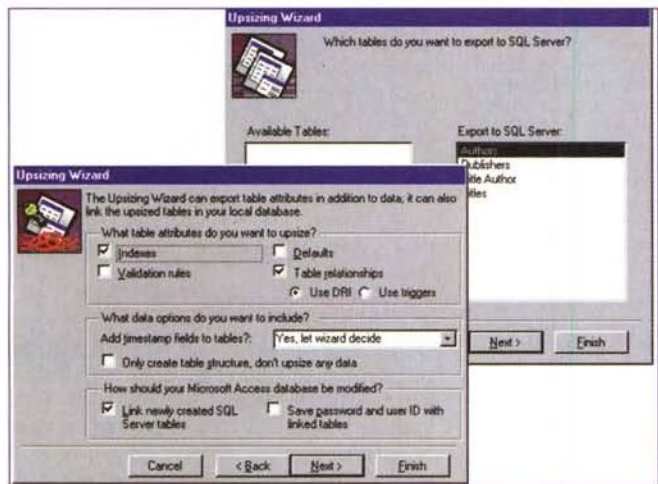 Upsizing Wizard
Which tables do you want to export to SQL Server?
Available Tables:
Export to SQL Server:
Authors
Publishers
Title Author
Titles
Next >
Finish
Upsizing Wizard
The Upsizing Wizard can export table attributes in addition to data; it can also
link the upsized tables in your local database.
What table attributes do you want to upsize?
Indexes
Defaults
Validation rules
Table relationships
Use DRI
Use triggers
What data options do you want to include?
Add timestamp fields to tables?:
Yes, let wizard decide
Only create table structure, don't upsize any data
How should your Microsoft Access database be modified?
Link newly created SQL
Server tables
Save password and user ID with
linked tables
Cancel
< Back
Next >
Finish